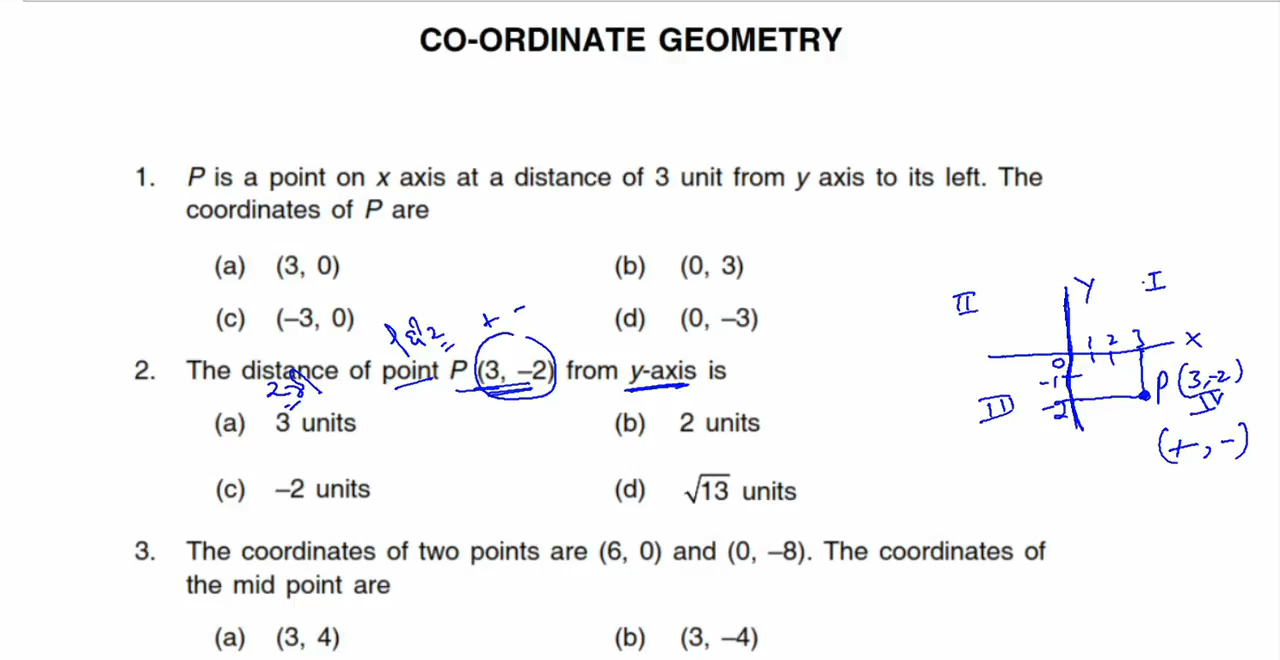 CO-ORDINATE GEOMETRY
1. P is a point on x axis at a distance of 3 unit from y axis to its left. The
coordinates of P are
(a) (3, 0) (b) (0, 3)
(c) (–3, 0) (d) (0, –3)
+ -
2. The distance of point P (3, –2) from y-axis is
(a) 3 units (b) 2 units
(c) –2 units (d) √13 units
3. The coordinates of two points are (6, 0) and (0, –8). The coordinates of
the mid point are
(a) (3, 4) (b) (3, –4)
Y I
II
1 2 3 X
0
-1 P(3,-2)
III -2 IV
(+,-)